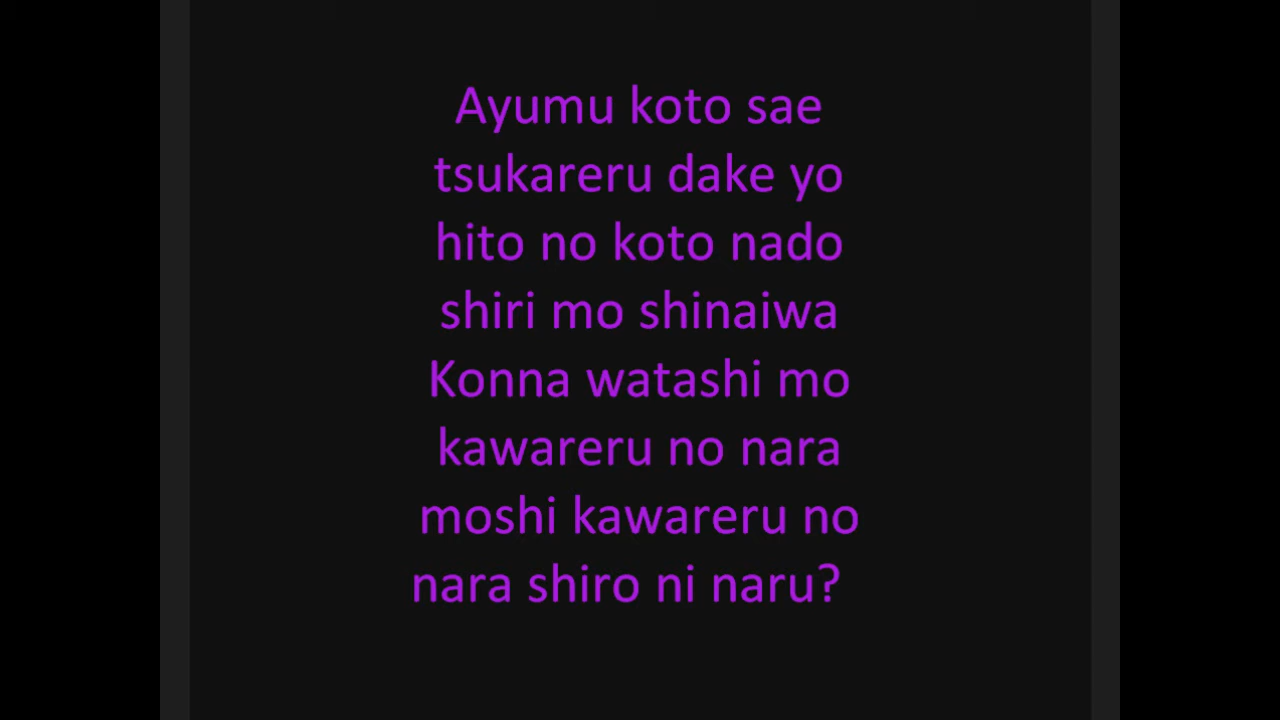 Ayumu koto sae
tsukareru dake yo
hito no koto nado
shiri mo shinaiwa
Konna watashi mo
kawareru no nara
moshi kawareru no
nara shiro ni naru?